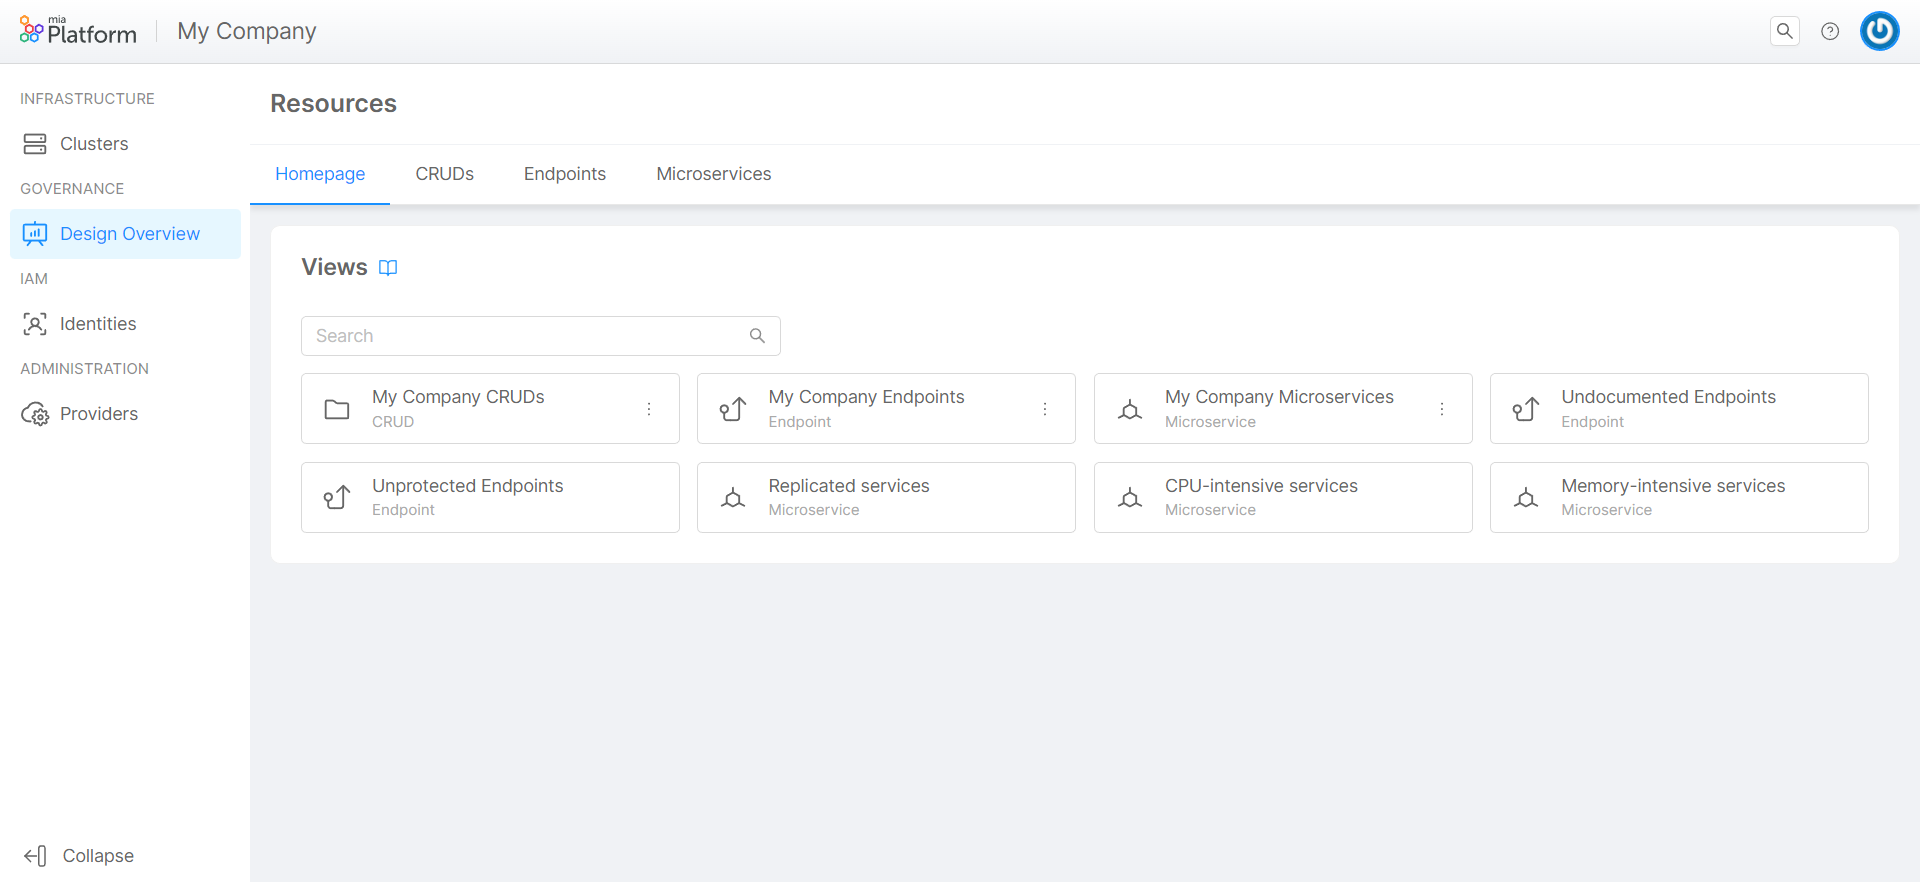 mia
Platform
My Company
INFRASTRUCTURE
Clusters
GOVERNANCE
Design Overview
IAM
Identities
ADMINISTRATION
Providers
Collapse
Resources
Homepage CRUDs Endpoints Microservices
Views
Search
My Company CRUDs
CRUD
My Company Endpoints
Endpoint
My Company Microservices
Microservice
Undocumented Endpoints
Endpoint
Unprotected Endpoints
Endpoint
Replicated services
Microservice
CPU-intensive services
Microservice
Memory-intensive services
Microservice